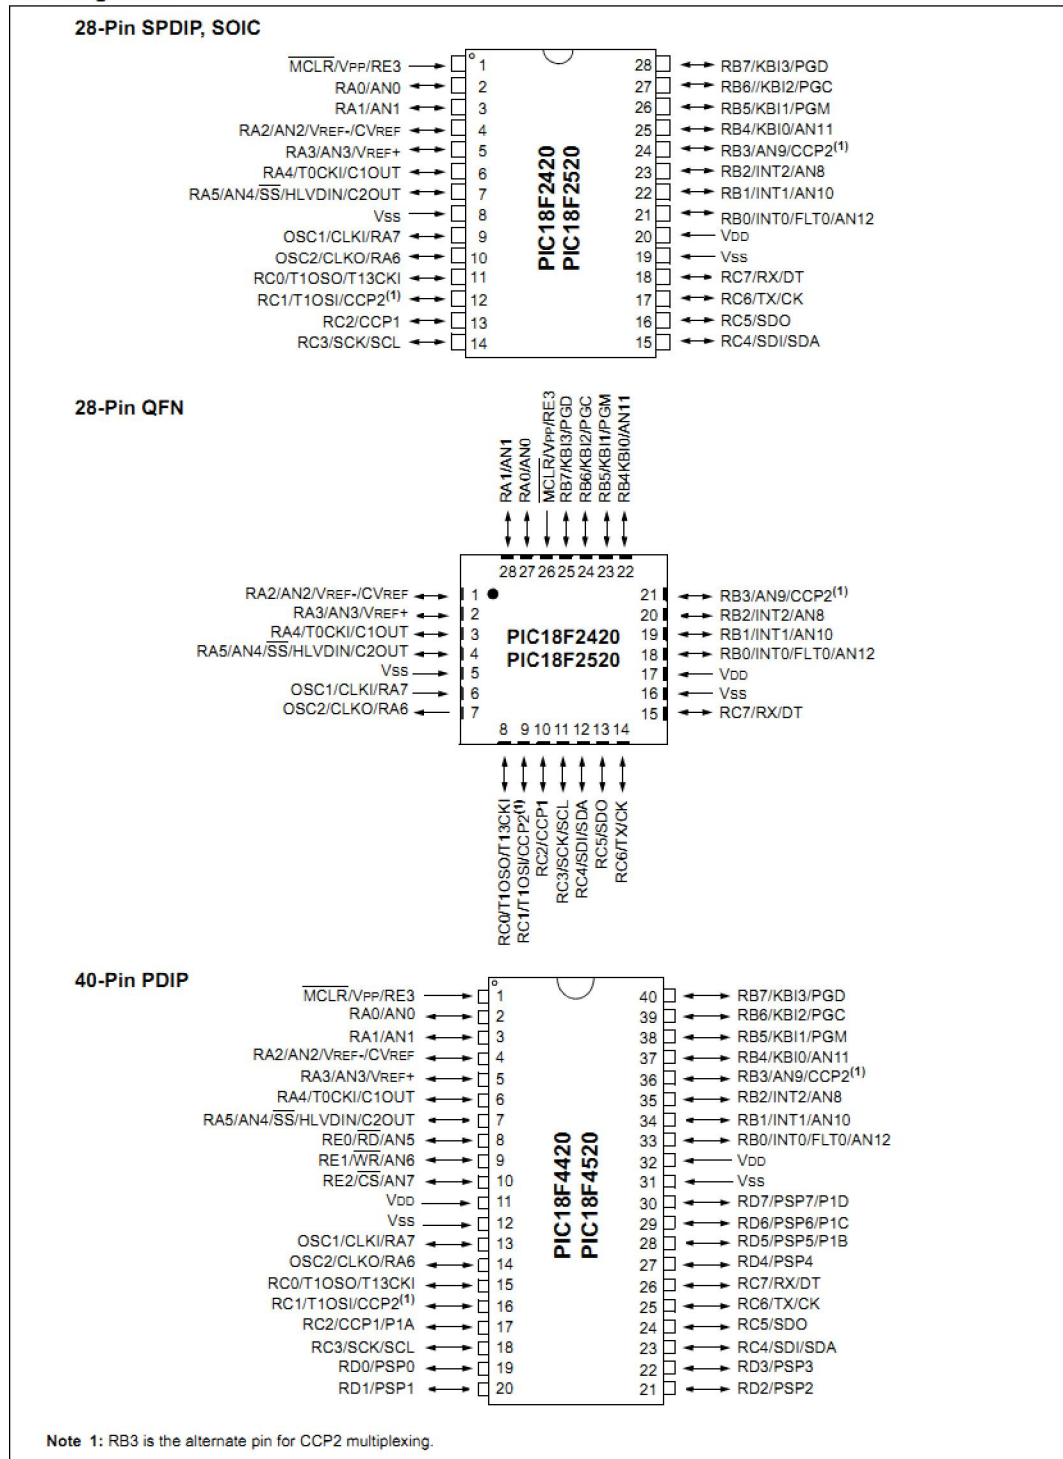 28-Pin SPDIP, SOIC
MCLR/VPP/RE3 1 28 RB7/KBI3/PGD
RA0/AN0 2 27 RB6//KBI2/PGC
RA1/AN1 3 26 RB5/KBI1/PGM
RA2/AN2/VREF-/CVREF 4 25 RB4/KBI0/AN11
RA3/AN3/VREF+ 5 24 RB3/AN9/CCP2(1)
RA4/T0CKI/C1OUT 6 23 RB2/INT2/AN8
RA5/AN4/SS/HLVDIN/C2OUT 7 22 RB1/INT1/AN10
VSS 8 21 RB0/INT0/FLT0/AN12
OSC1/CLKI/RA7 9 20 VDD
OSC2/CLKO/RA6 10 19 VSS
RC0/T1OSO/T13CKI 11 18 RC7/RX/DT
RC1/T1OSI/CCP2(1) 12 17 RC6/TX/CK
RC2/CCP1 13 16 RC5/SDO
RC3/SCK/SCL 14 15 RC4/SDI/SDA
PIC18F2420
PIC18F2520
28-Pin QFN
RA1/AN1
RA0/AN0
MCLR/VPP/RE3
RB7/KBI3/PGD
RB6/KBI2/PGC
RB5/KBI1/PGM
RB4KBI0/AN11
28 27 26 25 24 23 22
RA2/AN2/VREF-/CVREF 1 21 RB3/AN9/CCP2(1)
RA3/AN3/VREF+ 2 20 RB2/INT2/AN8
RA4/T0CKI/C1OUT 3 19 RB1/INT1/AN10
RA5/AN4/SS/HLVDIN/C2OUT 4 18 RB0/INT0/FLT0/AN12
VSS 5 17 VDD
OSC1/CLKI/RA7 6 16 VSS
OSC2/CLKO/RA6 7 15 RC7/RX/DT
PIC18F2420
PIC18F2520
8 9 10 11 12 13 14
RC0/T1OSO/T13CKI
RC1/T1OSI/CCP2(1)
RC2/CCP1
RC3/SCK/SCL
RC4/SDI/SDA
RC5/SDO
RC6/TX/CK
40-Pin PDIP
MCLR/VPP/RE3 1 40 RB7/KBI3/PGD
RA0/AN0 2 39 RB6/KBI2/PGC
RA1/AN1 3 38 RB5/KBI1/PGM
RA2/AN2/VREF-/CVREF 4 37 RB4/KBI0/AN11
RA3/AN3/VREF+ 5 36 RB3/AN9/CCP2(1)
RA4/T0CKI/C1OUT 6 35 RB2/INT2/AN8
RA5/AN4/SS/HLVDIN/C2OUT 7 34 RB1/INT1/AN10
RE0/RD/AN5 8 33 RB0/INT0/FLT0/AN12
RE1/WR/AN6 9 32 VDD
RE2/CS/AN7 10 31 VSS
VDD 11 30 RD7/PSP7/P1D
VSS 12 29 RD6/PSP6/P1C
OSC1/CLKI/RA7 13 28 RD5/PSP5/P1B
OSC2/CLKO/RA6 14 27 RD4/PSP4
RC0/T1OSO/T13CKI 15 26 RC7/RX/DT
RC1/T1OSI/CCP2(1) 16 25 RC6/TX/CK
RC2/CCP1/P1A 17 24 RC5/SDO
RC3/SCK/SCL 18 23 RC4/SDI/SDA
RD0/PSP0 19 22 RD3/PSP3
RD1/PSP1 20 21 RD2/PSP2
PIC18F4420
PIC18F4520
Note 1: RB3 is the alternate pin for CCP2 multiplexing.